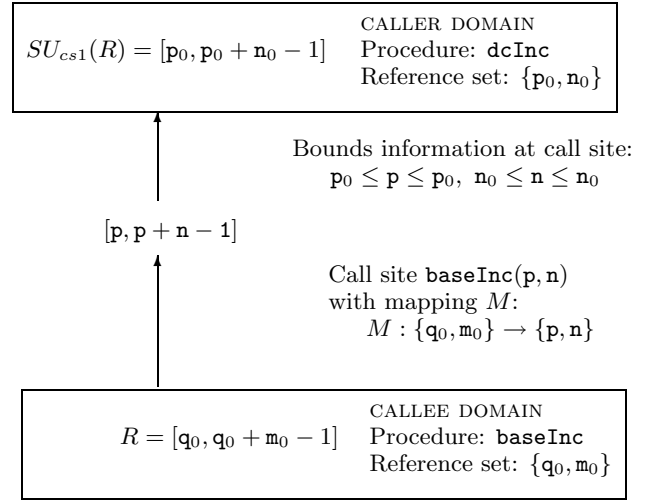 CALLER DOMAIN
SU_{cs1}(R) = [p₀, p₀ + n₀ − 1] Procedure: dcInc
Reference set: {p₀, n₀}
Bounds information at call site:
p₀ ≤ p ≤ p₀, n₀ ≤ n ≤ n₀
[p, p + n − 1]
Call site baseInc(p, n)
with mapping M:
M : {q₀, m₀} → {p, n}
CALLEE DOMAIN
R = [q₀, q₀ + m₀ − 1] Procedure: baseInc
Reference set: {q₀, m₀}